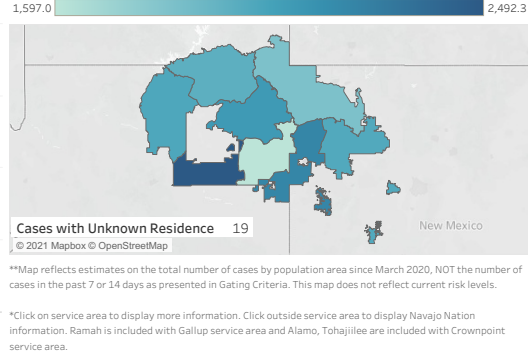 1,597.0 2,492.3
New Mexico
Cases with Unknown Residence 19
© 2021 Mapbox © OpenStreetMap
**Map reflects estimates on the total number of cases by population area since March 2020, NOT the number of
cases in the past 7 or 14 days as presented in Gating Criteria. This map does not reflect current risk levels.
*Click on service area to display more information. Click outside service area to display Navajo Nation
information. Ramah is included with Gallup service area and Alamo, Tohajiilee are included with Crownpoint
service area.